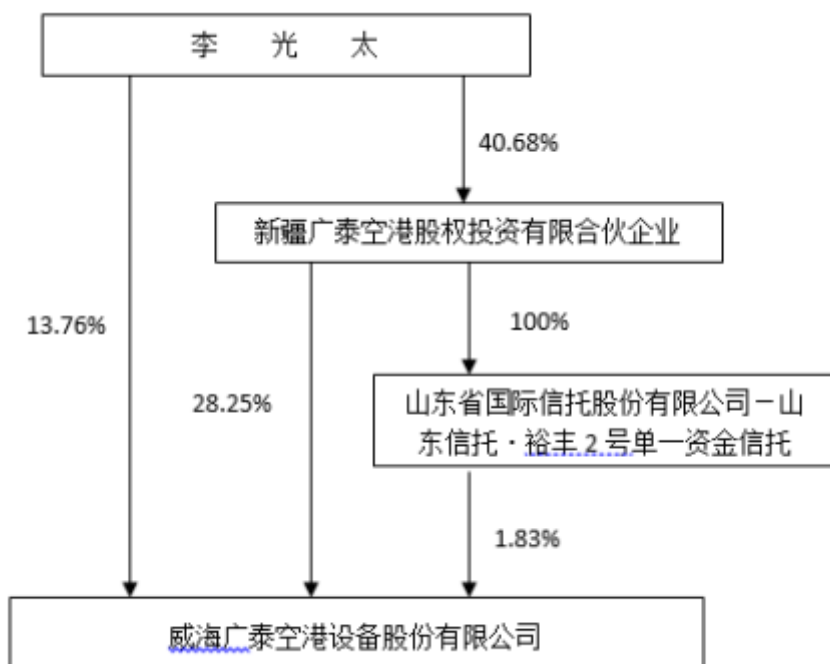 李 光 太
40.68%
新疆广泰空港股权投资有限合伙企业
13.76%
100%
28.25%
山东省国际信托股份有限公司－山
东信托·裕丰 2 号单一资金信托
1.83%
威海广泰空港设备股份有限公司